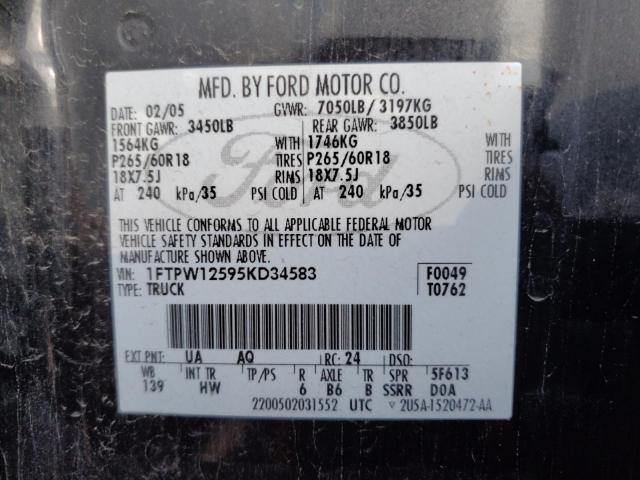 MFD. BY FORD MOTOR CO.
DATE: 02/05 GVWR: 7050LB / 3197KG
FRONT GAWR: 3450LB REAR GAWR: 3850LB
1564KG WITH 1746KG WITH
P265/60R18 TIRES P265/60R18 TIRES
18X7.5J RIMS 18X7.5J RIMS
AT 240 kPa/35 PSI COLD AT 240 kPa/35 PSI COLD
Ford
THIS VEHICLE CONFORMS TO ALL APPLICABLE FEDERAL MOTOR
VEHICLE SAFETY STANDARDS IN EFFECT ON THE DATE OF
MANUFACTURE SHOWN ABOVE.
VIN: 1FTPW12595KD34583 F0049
TYPE: TRUCK T0762
EXT PNT: UA AQ RC: 24 DSO:
WB INT TR TP/PS R AXLE TR SPR 5F613
139 HW 6 B6 B SSRR DOA
2200502031552 UTC ▽ 2U5A-1520472-AA